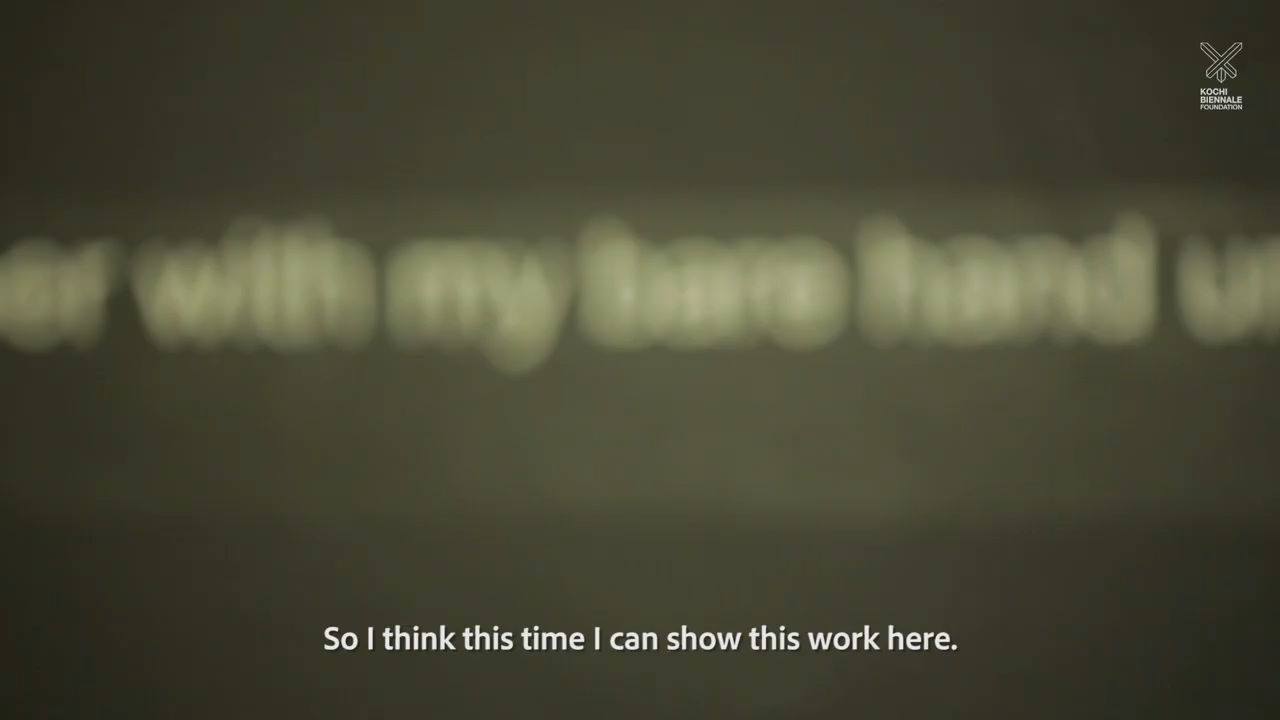 KOCHI
BIENNALE
FOUNDATION
with my bare hand
So I think this time I can show this work here.